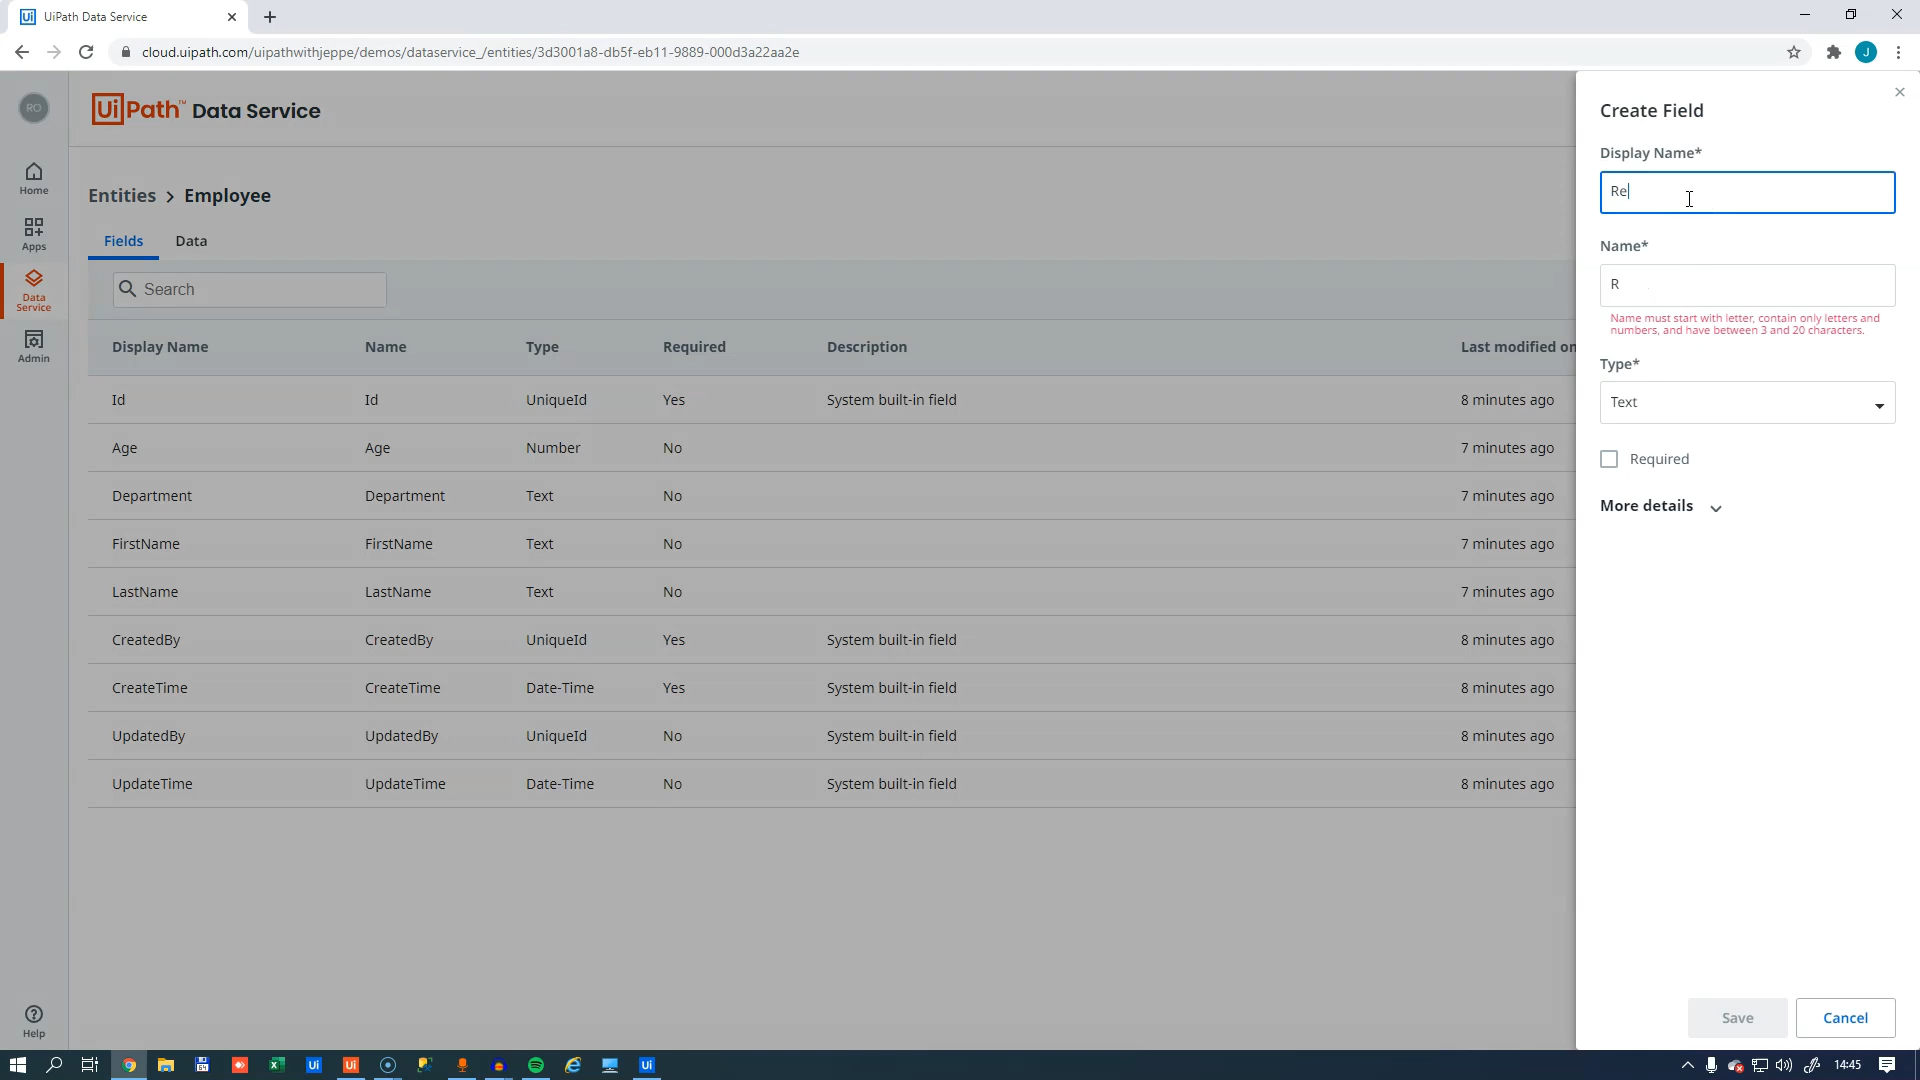 UiPath Data Service
cloud.uipath.com/uipathwithjeppe/demos/dataservice_/entities/3d3001a8-db5f-eb11-9889-000d3a22aa2e
J
RO
Home
Apps
Data
Service
Admin
Help
UiPath™ Data Service
Entities > Employee
Fields Data
Search
Display Name Name Type Required Description Last modified on
Id Id UniqueId Yes System built-in field 8 minutes ago
Age Age Number No 7 minutes ago
Department Department Text No 7 minutes ago
FirstName FirstName Text No 7 minutes ago
LastName LastName Text No 7 minutes ago
CreatedBy CreatedBy UniqueId Yes System built-in field 8 minutes ago
CreateTime CreateTime Date-Time Yes System built-in field 8 minutes ago
UpdatedBy UpdatedBy UniqueId No System built-in field 8 minutes ago
UpdateTime UpdateTime Date-Time No System built-in field 8 minutes ago
Create Field
Display Name*
Re
Name*
R
Name must start with letter, contain only letters and
numbers, and have between 3 and 20 characters.
Type*
Text
Required
More details
Save Cancel
64 Ui Ui Ui 14:45